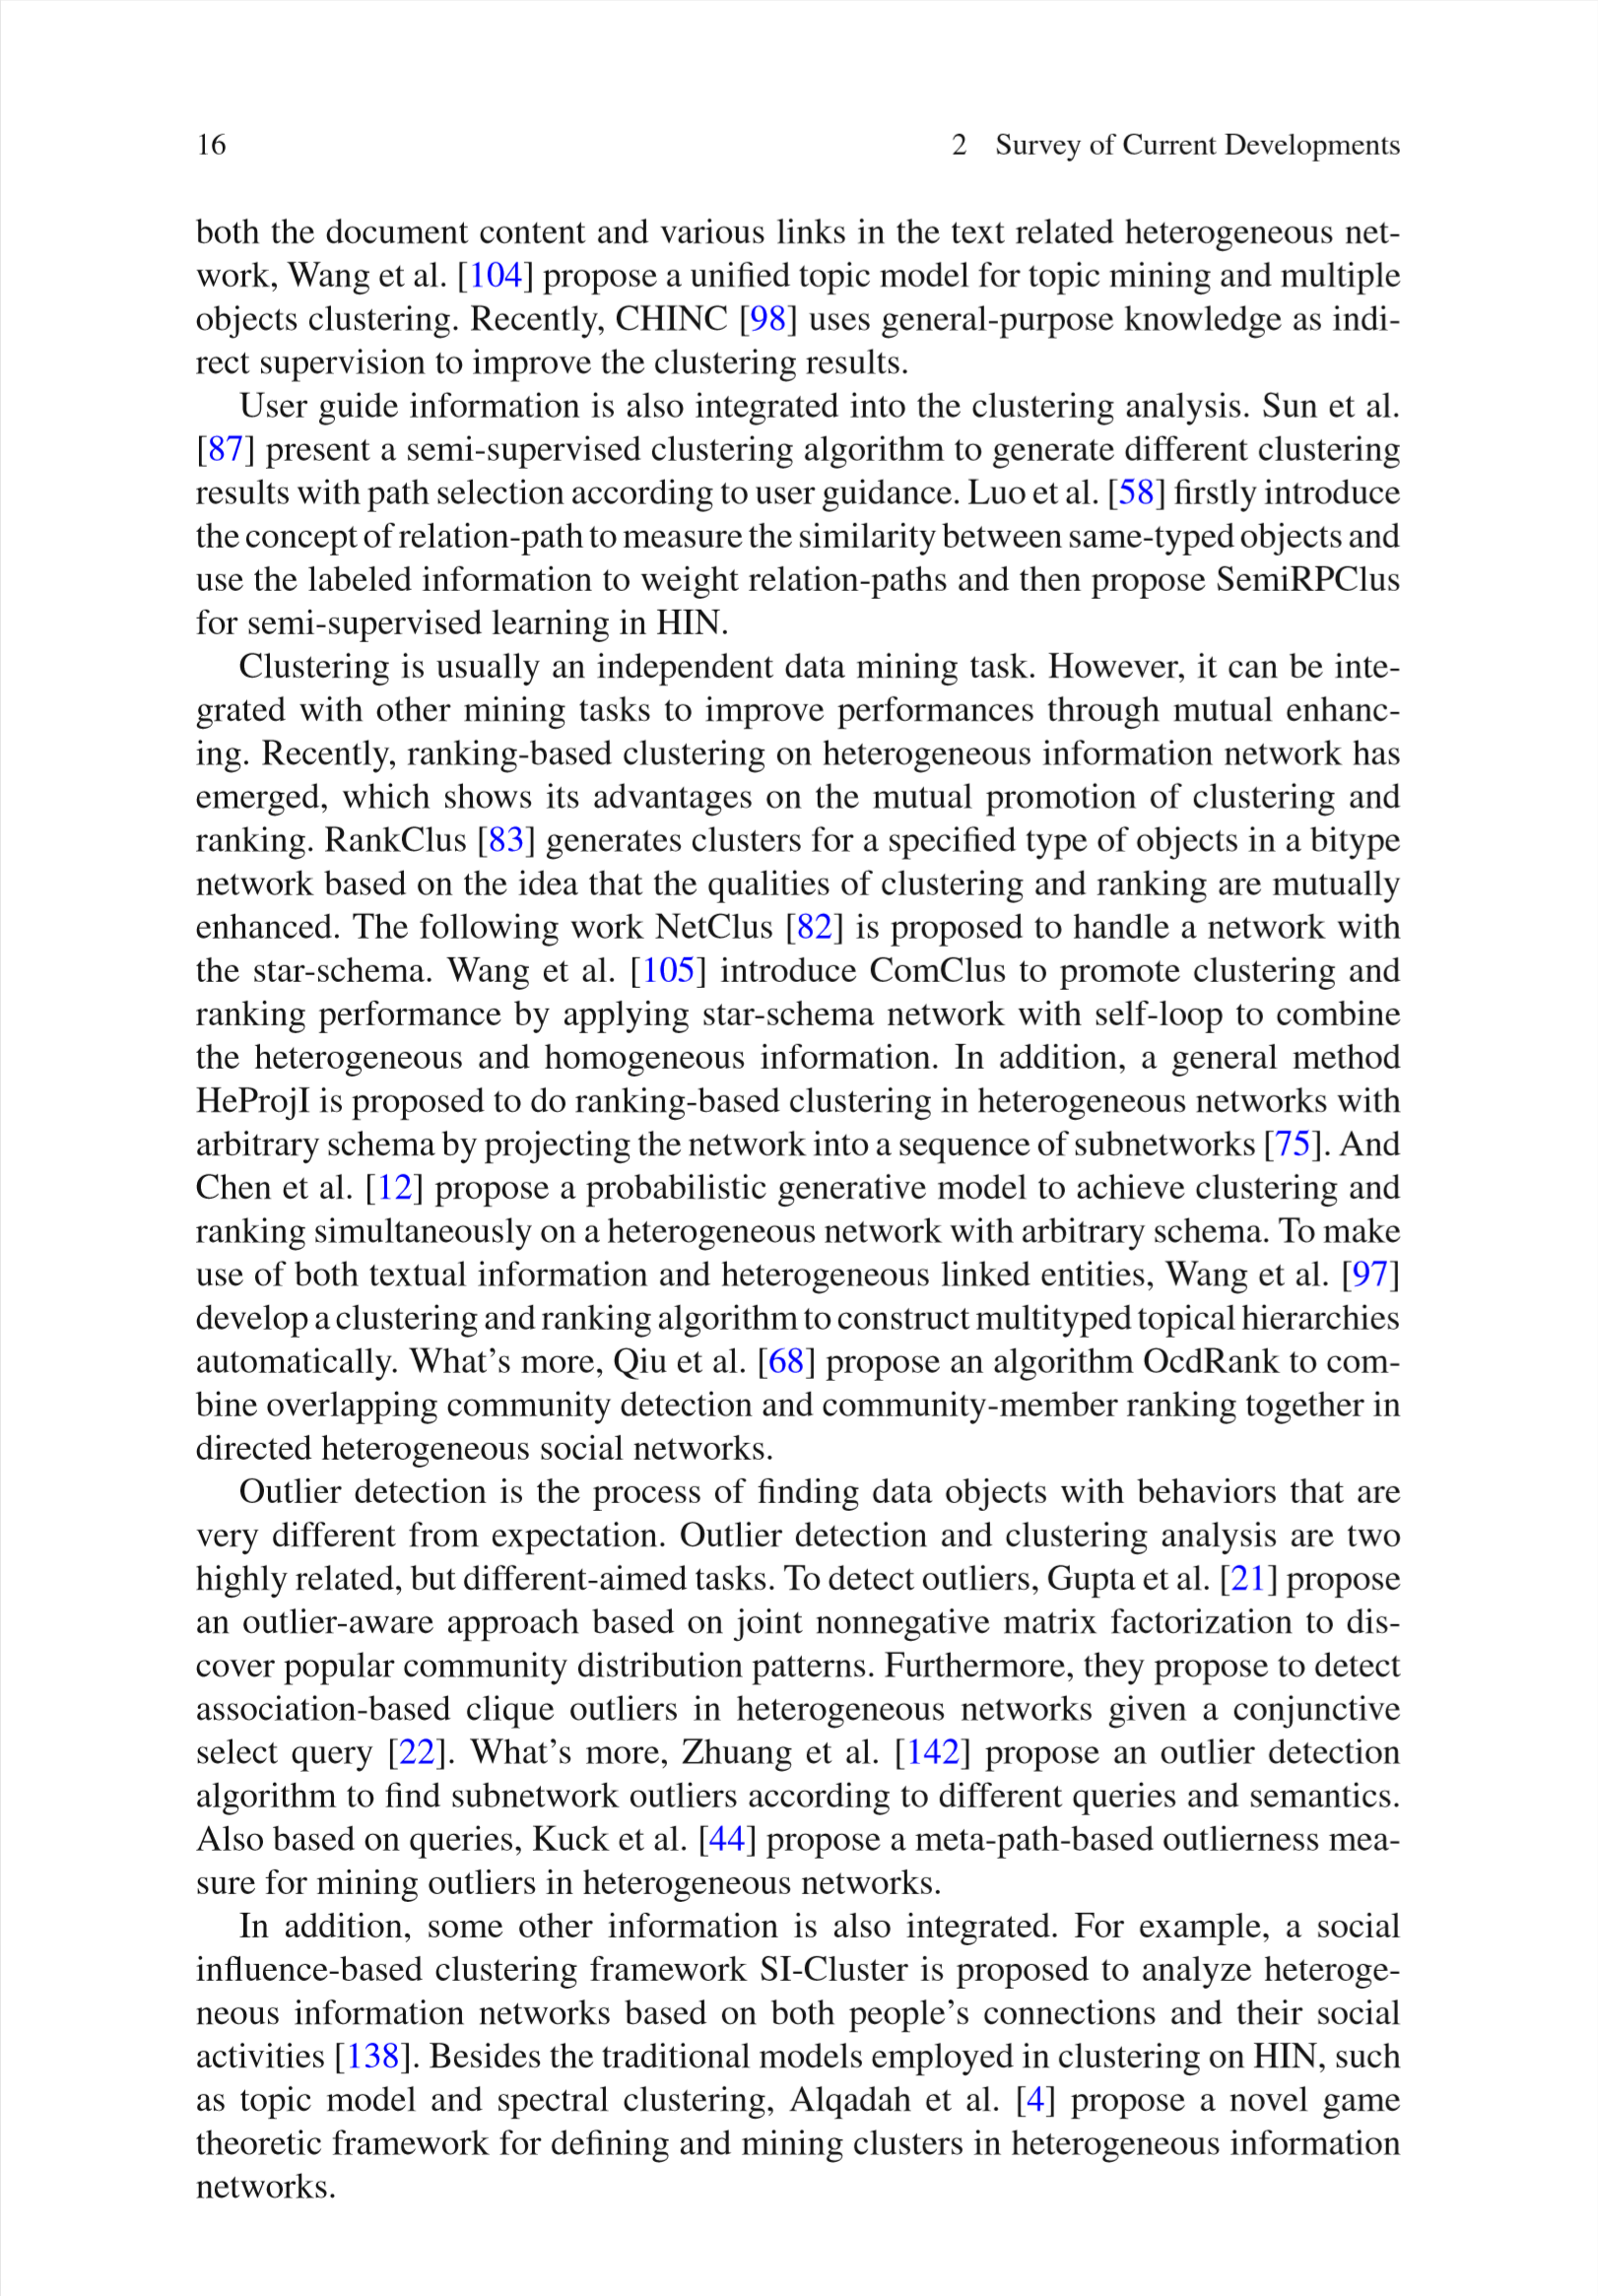 16
2 Survey of Current Developments
both the document content and various links in the text related heterogeneous net-
work, Wang et al. [104] propose a unified topic model for topic mining and multiple
objects clustering. Recently, CHINC [98] uses general-purpose knowledge as indi-
rect supervision to improve the clustering results.
User guide information is also integrated into the clustering analysis. Sun et al.
[87] present a semi-supervised clustering algorithm to generate different clustering
results with path selection according to user guidance. Luo et al. [58] firstly introduce
the concept of relation-path to measure the similarity between same-typed objects and
use the labeled information to weight relation-paths and then propose SemiRPClus
for semi-supervised learning in HIN.
Clustering is usually an independent data mining task. However, it can be inte-
grated with other mining tasks to improve performances through mutual enhanc-
ing. Recently, ranking-based clustering on heterogeneous information network has
emerged, which shows its advantages on the mutual promotion of clustering and
ranking. RankClus [83] generates clusters for a specified type of objects in a bitype
network based on the idea that the qualities of clustering and ranking are mutually
enhanced. The following work NetClus [82] is proposed to handle a network with
the star-schema. Wang et al. [105] introduce ComClus to promote clustering and
ranking performance by applying star-schema network with self-loop to combine
the heterogeneous and homogeneous information. In addition, a general method
HeProjI is proposed to do ranking-based clustering in heterogeneous networks with
arbitrary schema by projecting the network into a sequence of subnetworks [75]. And
Chen et al. [12] propose a probabilistic generative model to achieve clustering and
ranking simultaneously on a heterogeneous network with arbitrary schema. To make
use of both textual information and heterogeneous linked entities, Wang et al. [97]
develop a clustering and ranking algorithm to construct multityped topical hierarchies
automatically. What's more, Qiu et al. [68] propose an algorithm OcdRank to com-
bine overlapping community detection and community-member ranking together in
directed heterogeneous social networks.
Outlier detection is the process of finding data objects with behaviors that are
very different from expectation. Outlier detection and clustering analysis are two
highly related, but different-aimed tasks. To detect outliers, Gupta et al. [21] propose
an outlier-aware approach based on joint nonnegative matrix factorization to dis-
cover popular community distribution patterns. Furthermore, they propose to detect
association-based clique outliers in heterogeneous networks given a conjunctive
select query [22]. What's more, Zhuang et al. [142] propose an outlier detection
algorithm to find subnetwork outliers according to different queries and semantics.
Also based on queries, Kuck et al. [44] propose a meta-path-based outlierness mea-
sure for mining outliers in heterogeneous networks.
In addition, some other information is also integrated. For example, a social
influence-based clustering framework SI-Cluster is proposed to analyze heteroge-
neous information networks based on both people's connections and their social
activities [138]. Besides the traditional models employed in clustering on HIN, such
as topic model and spectral clustering, Alqadah et al. [4] propose a novel game
theoretic framework for defining and mining clusters in heterogeneous information
networks.